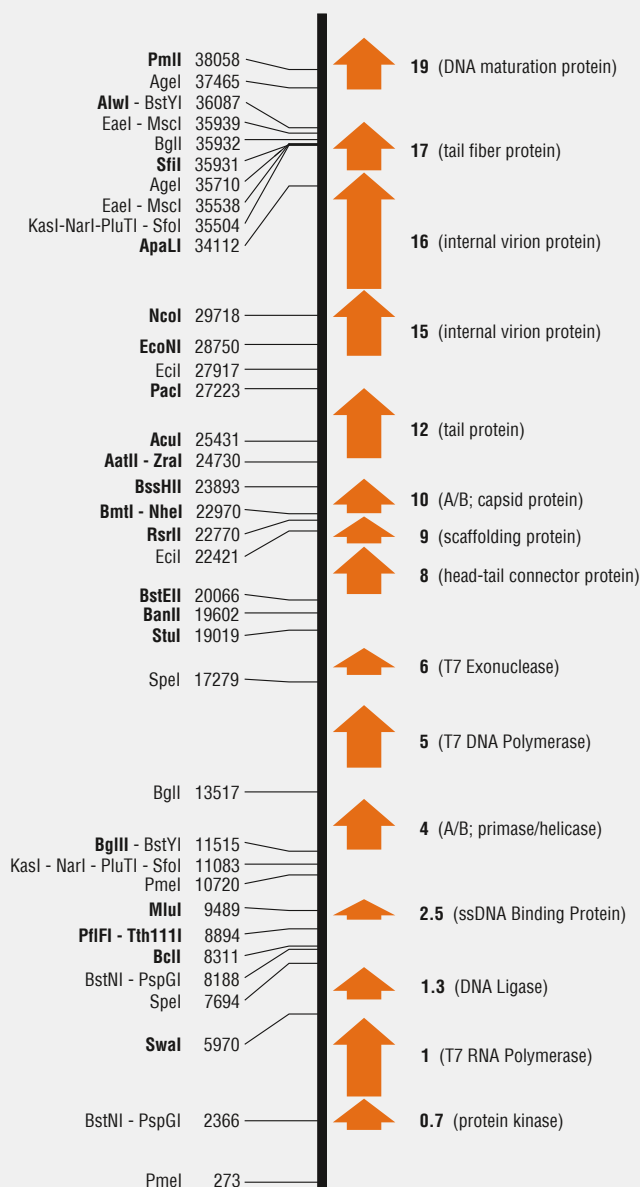 PmlI 38058
AgeI 37465
AlwI - BstYI 36087
EaeI - MscI 35939
BglI 35932
SfiI 35931
AgeI 35710
EaeI - MscI 35538
KasI-NarI-PluTI - SfoI 35504
ApaLI 34112
NcoI 29718
EcoNI 28750
EciI 27917
PacI 27223
AcuI 25431
AatII - ZraI 24730
BssHII 23893
BmtI - NheI 22970
RsrII 22770
EciI 22421
BstEII 20066
BanII 19602
StuI 19019
SpeI 17279
BglI 13517
BglII - BstYI 11515
KasI - NarI - PluTI - SfoI 11083
PmeI 10720
MluI 9489
PflFI - Tth111I 8894
BclI 8311
BstNI - PspGI 8188
SpeI 7694
SwaI 5970
BstNI - PspGI 2366
PmeI 273
19 (DNA maturation protein)
17 (tail fiber protein)
16 (internal virion protein)
15 (internal virion protein)
12 (tail protein)
10 (A/B; capsid protein)
9 (scaffolding protein)
8 (head-tail connector protein)
6 (T7 Exonuclease)
5 (T7 DNA Polymerase)
4 (A/B; primase/helicase)
2.5 (ssDNA Binding Protein)
1.3 (DNA Ligase)
1 (T7 RNA Polymerase)
0.7 (protein kinase)